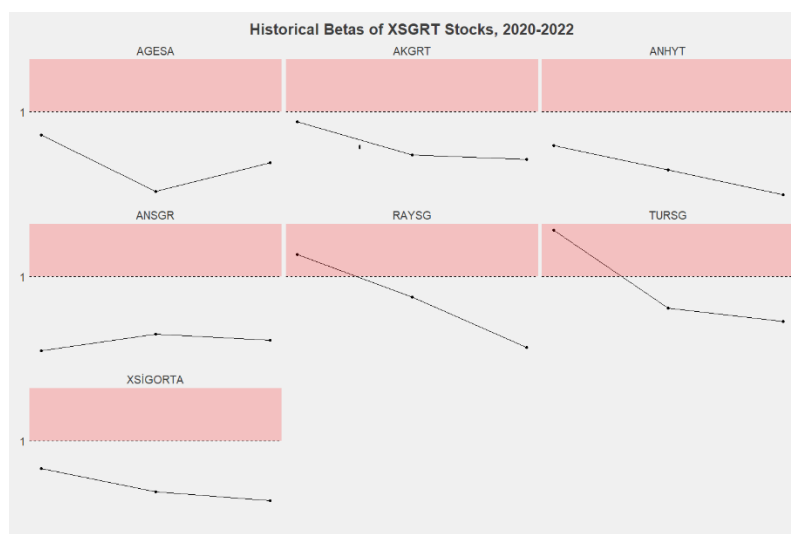 Historical Betas of XSGRT Stocks, 2020-2022
AGESA AKGRT ANHYT
1
ANSGR RAYSG TURSG
1
XSİGORTA
1